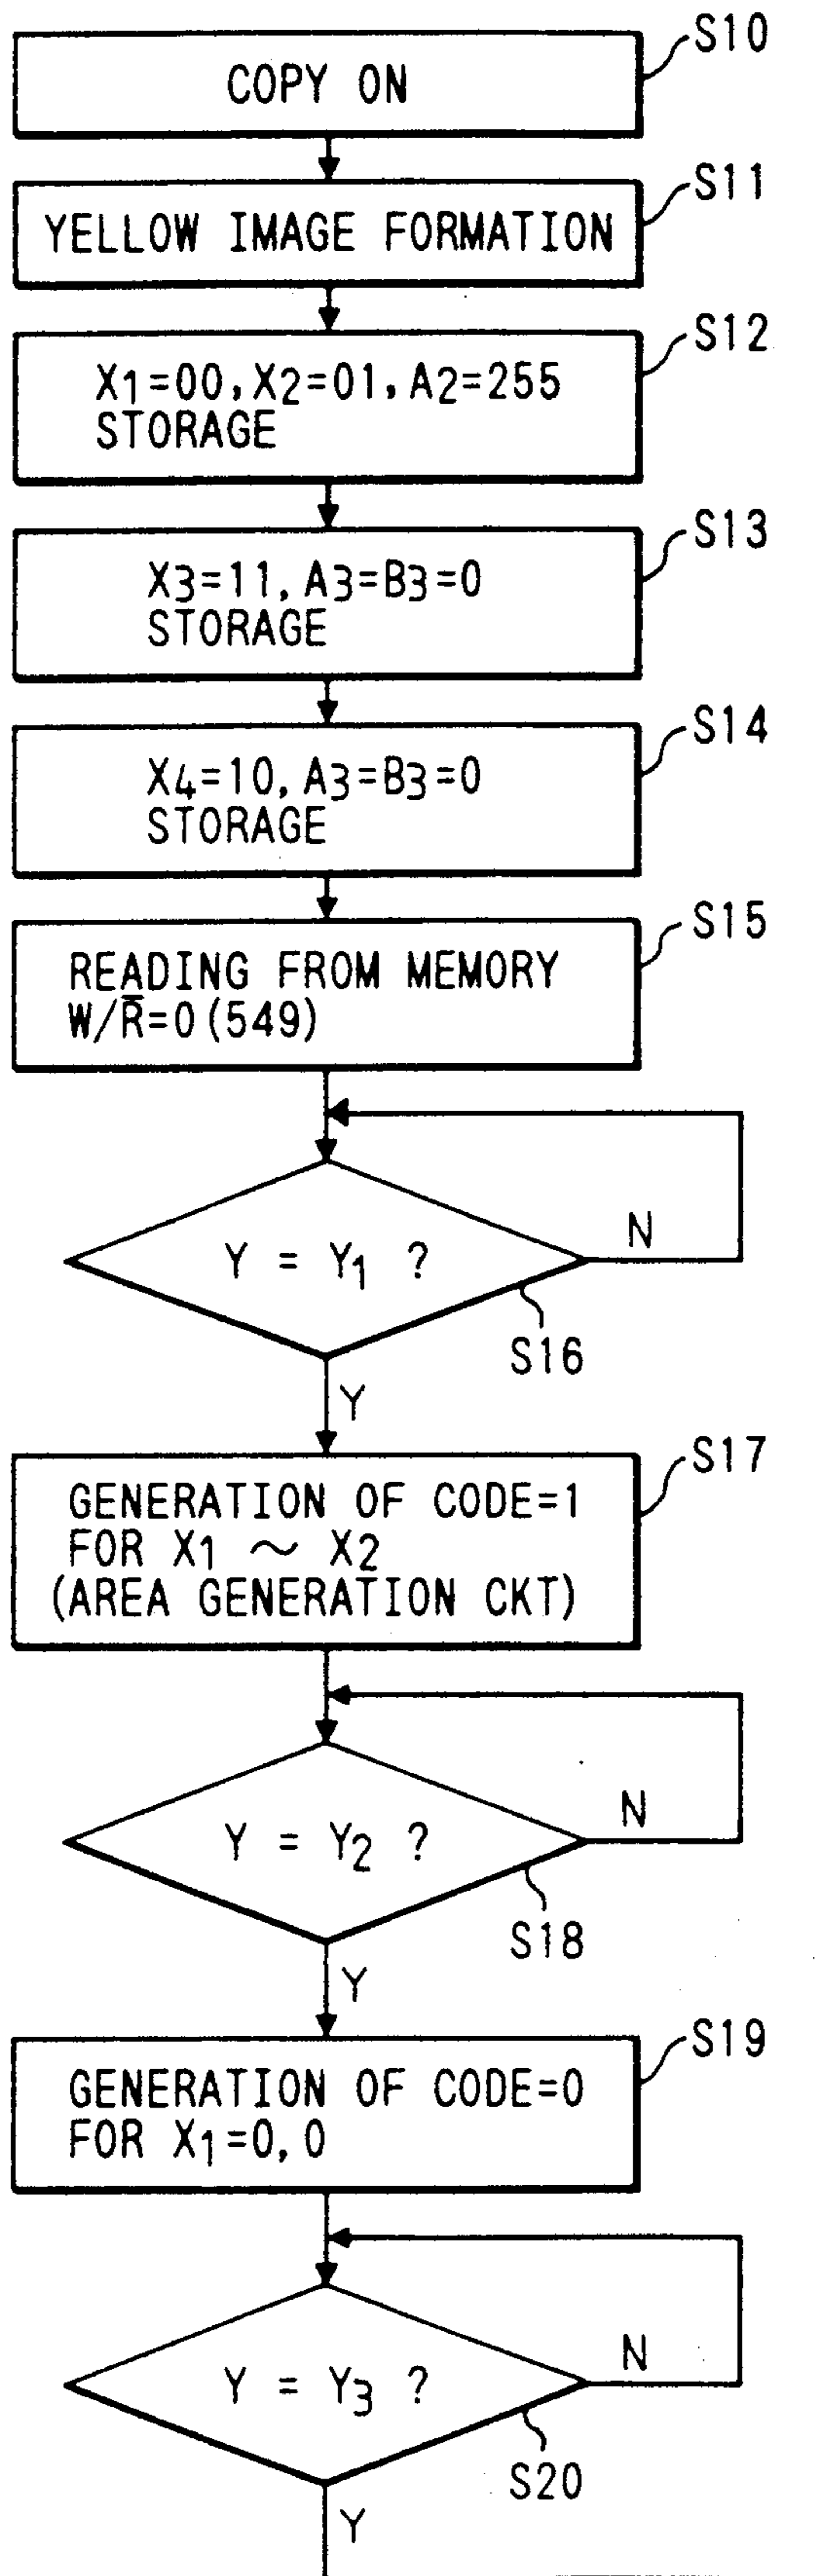 S10
COPY ON
S11
YELLOW IMAGE FORMATION
S12
X1=00, X2=01, A2=255
STORAGE
S13
X3=11, A3=B3=0
STORAGE
S14
X4=10, A3=B3=0
STORAGE
S15
READING FROM MEMORY
W/R̅=0 (549)
N
Y = Y1 ?
S16
Y
S17
GENERATION OF CODE=1
FOR X1 ~ X2
(AREA GENERATION CKT)
N
Y = Y2 ?
S18
Y
S19
GENERATION OF CODE=0
FOR X1=0,0
N
Y = Y3 ?
S20
Y